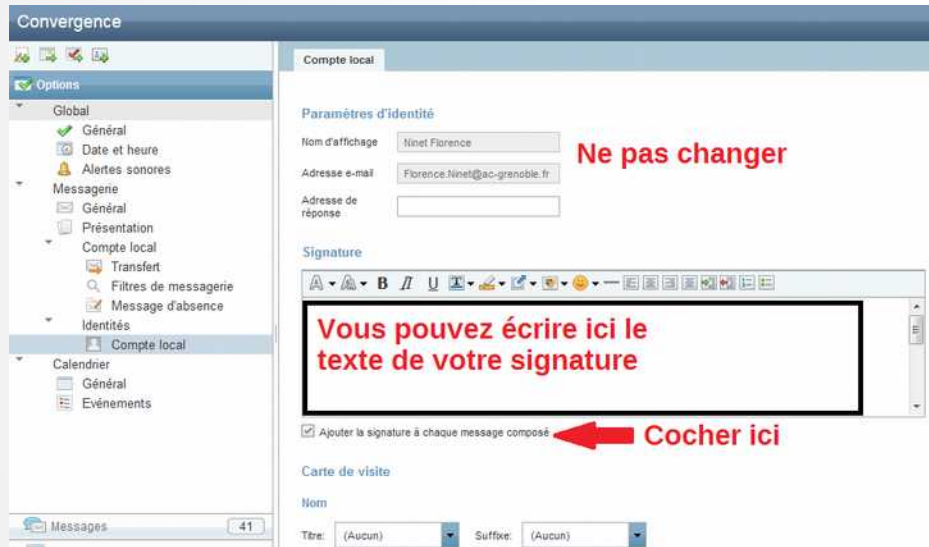 Convergence
Options
Global
Général
Date et heure
Alertes sonores
Messagerie
Général
Présentation
Compte local
Transfert
Filtres de messagerie
Message d'absence
Identités
Compte local
Calendrier
Général
Evénements
Messages 41
Compte local
Paramètres d'identité
Nom d'affichage Ninet Florence
Ne pas changer
Adresse e-mail Florence.Ninet@ac-grenoble.fr
Adresse de
réponse
Signature
Vous pouvez écrire ici le
texte de votre signature
Ajouter la signature à chaque message composé
Cocher ici
Carte de visite
Nom
Titre: (Aucun) Suffixe: (Aucun)